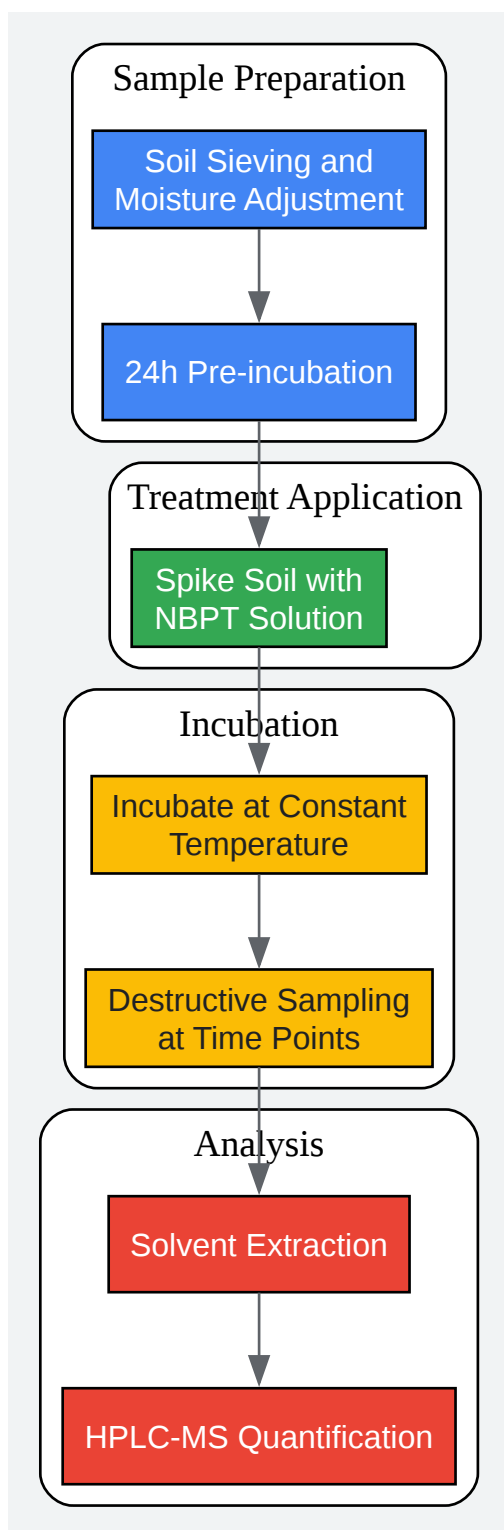 Sample Preparation
Soil Sieving and
Moisture Adjustment
24h Pre-incubation
Treatment Application
Spike Soil with
NBPT Solution
Incubation
Incubate at Constant
Temperature
Destructive Sampling
at Time Points
Analysis
Solvent Extraction
HPLC-MS Quantification